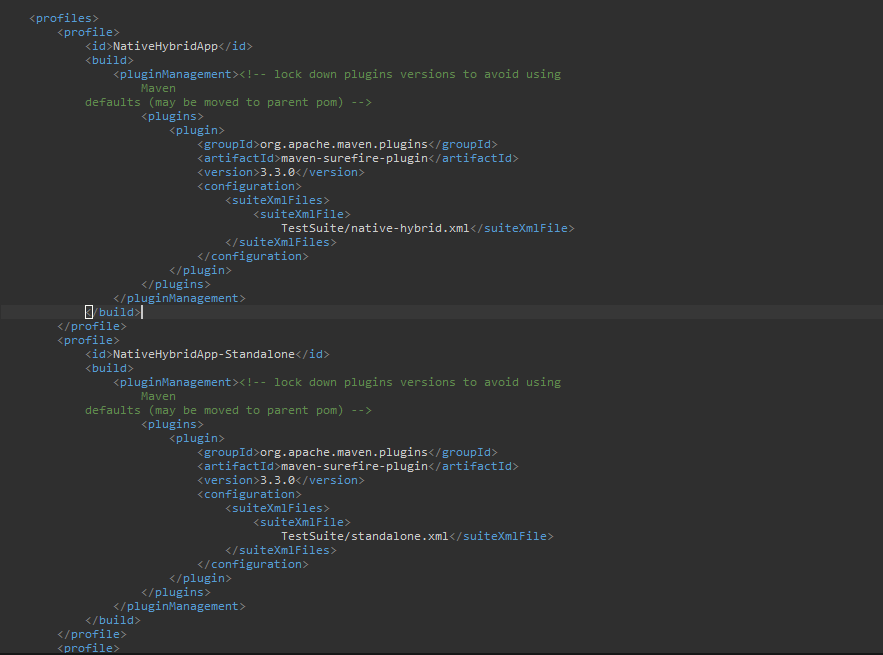 <profiles>
<profile>
<id>NativeHybridApp</id>
<build>
<pluginManagement><!-- lock down plugins versions to avoid using
Maven
defaults (may be moved to parent pom) -->
<plugins>
<plugin>
<groupId>org.apache.maven.plugins</groupId>
<artifactId>maven-surefire-plugin</artifactId>
<version>3.3.0</version>
<configuration>
<suiteXmlFiles>
<suiteXmlFile>
TestSuite/native-hybrid.xml</suiteXmlFile>
</suiteXmlFiles>
</configuration>
</plugin>
</plugins>
</pluginManagement>
</build>
</profile>
<profile>
<id>NativeHybridApp-Standalone</id>
<build>
<pluginManagement><!-- lock down plugins versions to avoid using
Maven
defaults (may be moved to parent pom) -->
<plugins>
<plugin>
<groupId>org.apache.maven.plugins</groupId>
<artifactId>maven-surefire-plugin</artifactId>
<version>3.3.0</version>
<configuration>
<suiteXmlFiles>
<suiteXmlFile>
TestSuite/standalone.xml</suiteXmlFile>
</suiteXmlFiles>
</configuration>
</plugin>
</plugins>
</pluginManagement>
</build>
</profile>
<profile>